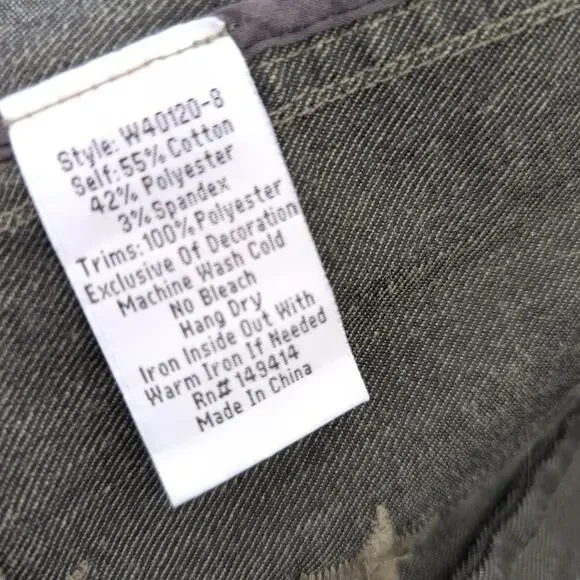 Style: W40120-8
Self: 55% Cotton
42% Polyester
3% Spandex
Trims: 100% Polyester
Exclusive Of Decoration
Machine Wash Cold
No Bleach
Hang Dry
Iron Inside Out With
Warm Iron If Needed
Rn# 149414
Made In China